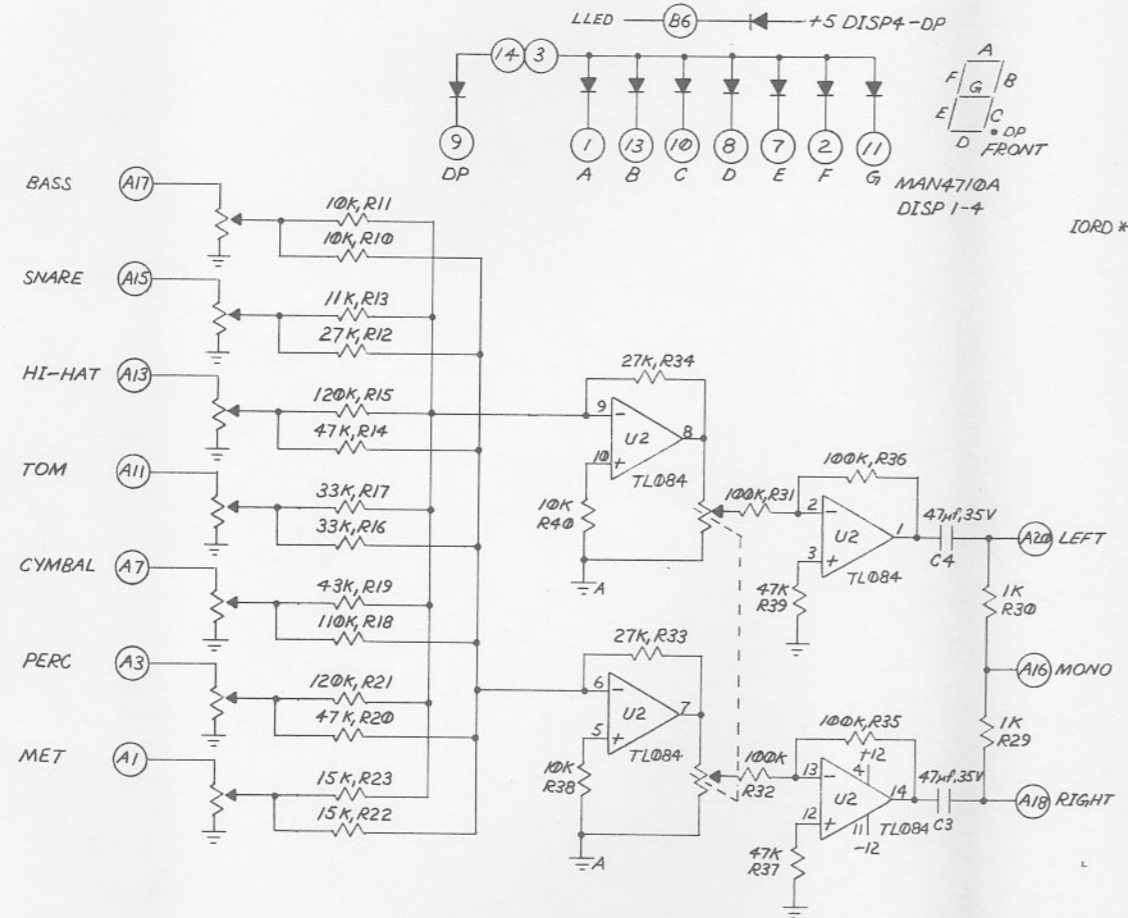 LLED B6 +5 DISP4-DP
14 3
A
F G B
E C
D DP
FRONT
9 1 13 10 8 7 2 11
DP A B C D E F G
MAN4710A
DISP 1-4
IORD *
BASS A17
10K, R11
10K, R10
SNARE A15
11K, R13
27K, R12
HI-HAT A13
120K, R15
47K, R14
TOM A11
33K, R17
33K, R16
CYMBAL A7
43K, R19
110K, R18
PERC A3
120K, R21
47K, R20
MET A1
15K, R23
15K, R22
27K, R34
9 - U2 8
10 +
TL084
10K
R40
A
100K, R31
100K, R36
2 - U2 1
3 +
TL084
47K
R39
47µf, 35V
C4
A20 LEFT
1K
R30
A16 MONO
1K
R29
27K, R33
6 - U2 7
5 +
TL084
10K
R38
A
100K
R32
100K, R35
+12
4
13 - U2 14
12 +
11
-12
TL084
47K
R37
47µf, 35V
C3
A18 RIGHT